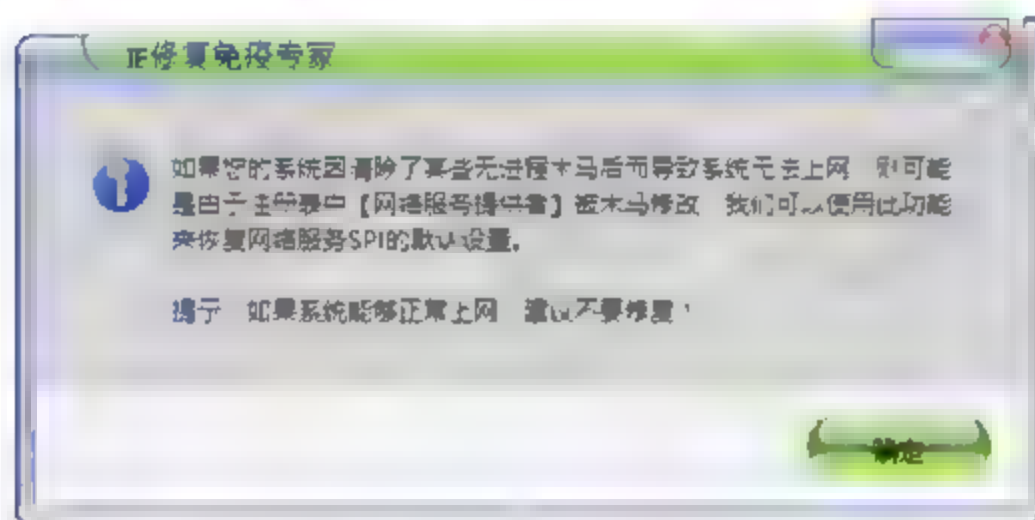 IE修复免疫专家
如果您的系统因清除了某些无进程木马后而导致系统无法上网 则可能
是由于注册表中【网络服务提供者】被木马修改 我们可以使用此功能
来恢复网络服务SPI的默认设置。
提示 如果系统能够正常上网 建议不要修复！
确定